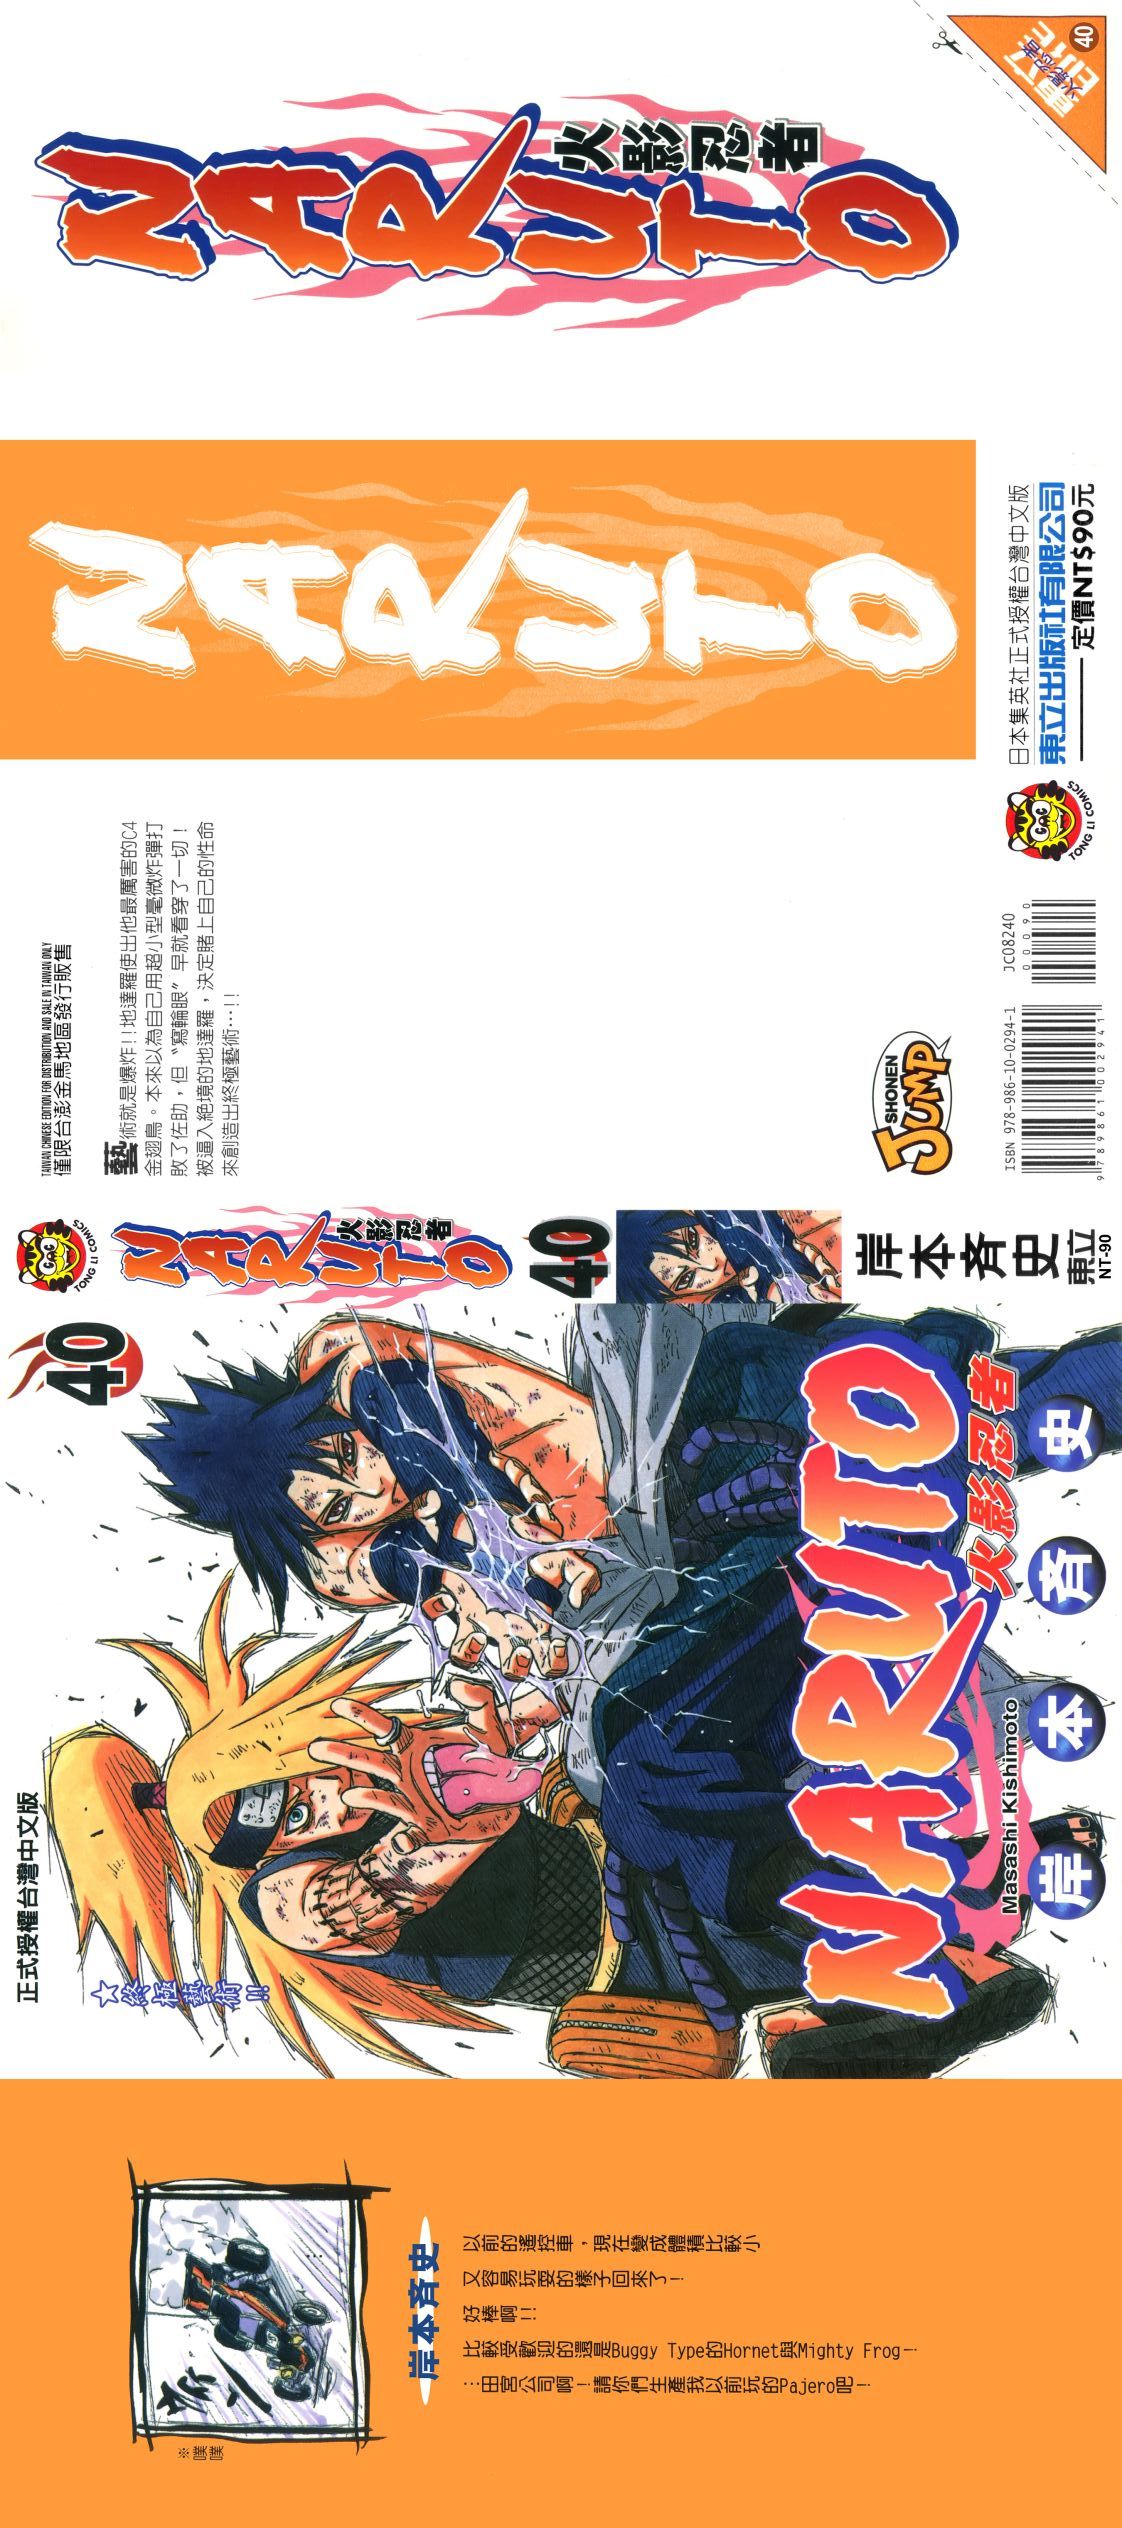 NARUTO
火影忍者
火影忍者
40
NARUTO
日本集英社正式授權台灣中文版
東立出版社有限公司
定價NT$90元
TONG LI COMICS
TAIWAN CHINESE EDITION FOR DISTRIBUTION AND SALE IN TAIWAN ONLY
僅限台澎金馬地區發行販售
藝術就是爆炸!!地達羅使出他最厲害的C4
金翅鳥。本來以為自己用超小型毫微炸彈打
敗了佐助，但〝寫輪眼〞早就看穿了一切！
被逼入絕境的地達羅，決定賭上自己的性命
來創造出終極藝術…!!
SHONEN
JUMP
ISBN 978-986-10-0294-1
9 789861 002941
JC08240
00090
TONG LI COMICS
NARUTO
火影忍者
40
岸本斉史
東立
NT-90
40
正式授權台灣中文版
☆終極藝術!!
NARUTO
火影忍者
Masashi Kishimoto
岸本斉史
※噗噗
岸本斉史
以前的遙控車，現在變成體積比較小
又容易玩耍的樣子回來了！
好棒啊!!
比較受歡迎的還是Buggy Type的Hornet與Mighty Frog…
…田宮公司啊！請你們生產我以前玩的Pajero吧！